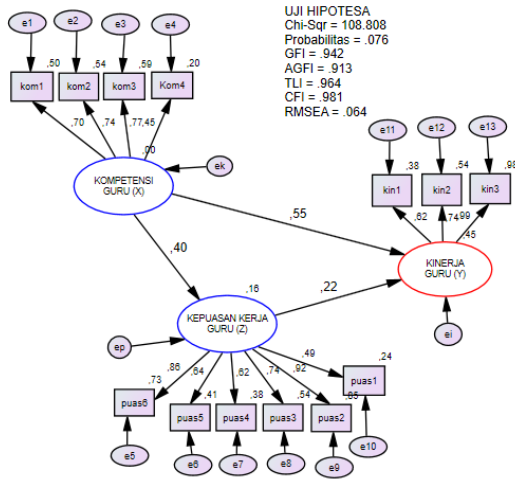 UJI HIPOTESA
Chi-Sqr = 108.808
Probabilitas = .076
GFI = .942
AGFI = .913
TLI = .964
CFI = .981
RMSEA = .064
e1 e2 e3 e4
,50 ,54 ,59 ,20
kom1 kom2 kom3 Kom4
,70 ,74 ,77 ,45
,00
ek
KOMPETENSI
GURU (X)
e11 e12 e13
,38 ,54 ,98
kin1 kin2 kin3
,62 ,74 ,99
,45
,55
KINERJA
GURU (Y)
,40
,22
,16
KEPUASAN KERJA
GURU (Z)
ep
ei
,86 ,64 ,62 ,74 ,92 ,49
,73 ,41 ,38 ,54 ,85 ,24
puas6 puas5 puas4 puas3 puas2 puas1
e5 e6 e7 e8 e9 e10